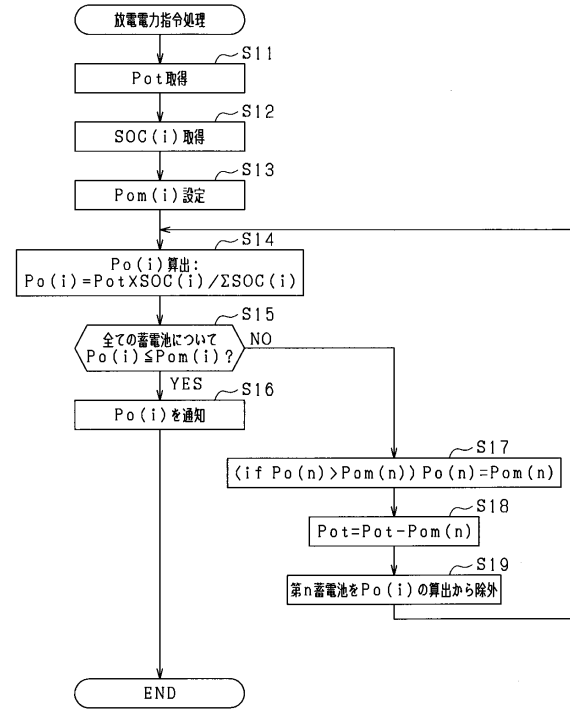 放電電力指令処理
S11
Pot取得
S12
SOC(i)取得
S13
Pom(i)設定
S14
Po(i)算出:
Po(i)=Pot×SOC(i)/ΣSOC(i)
S15
全ての蓄電池について
Po(i)≦Pom(i)?
NO
YES
S16
Po(i)を通知
S17
(if Po(n)>Pom(n))Po(n)=Pom(n)
S18
Pot=Pot-Pom(n)
S19
第n蓄電池をPo(i)の算出から除外
END